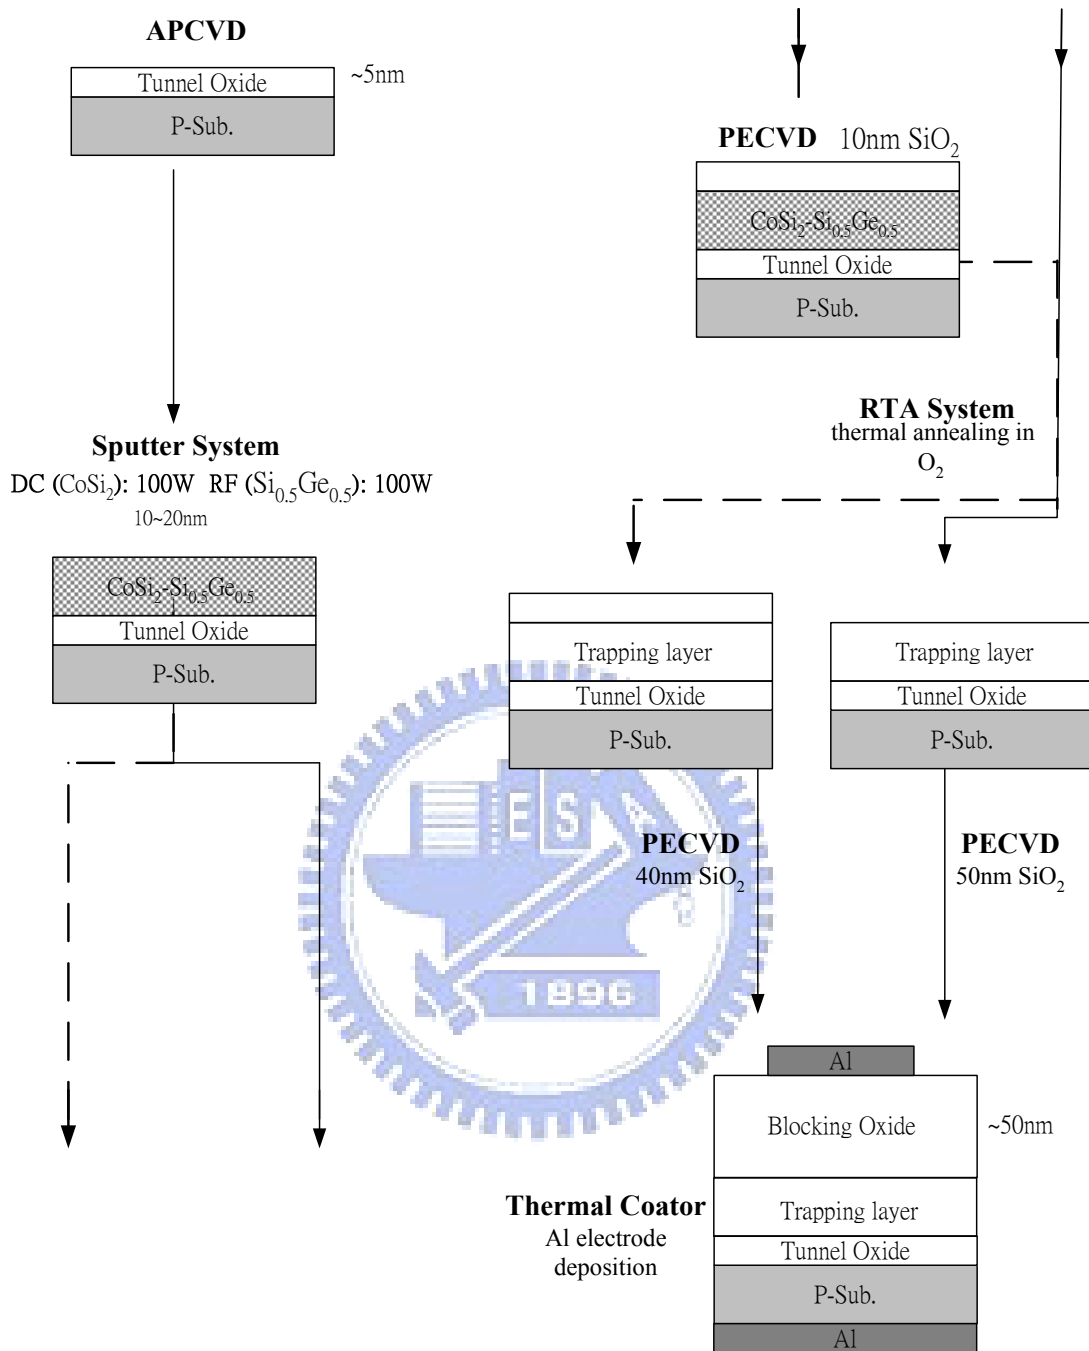 APCVD
Tunnel Oxide
~5nm
P-Sub.
Sputter System
DC (CoSi₂): 100W RF (Si₀.₅Ge₀.₅): 100W
10~20nm
CoSi₂-Si₀.₅Ge₀.₅
Tunnel Oxide
P-Sub.
PECVD 10nm SiO₂
CoSi₂-Si₀.₅Ge₀.₅
Tunnel Oxide
P-Sub.
RTA System
thermal annealing in
O₂
Trapping layer
Tunnel Oxide
P-Sub.
Trapping layer
Tunnel Oxide
P-Sub.
PECVD
40nm SiO₂
PECVD
50nm SiO₂
E S A
1896
Al
Blocking Oxide
~50nm
Thermal Coator
Al electrode
deposition
Trapping layer
Tunnel Oxide
P-Sub.
Al